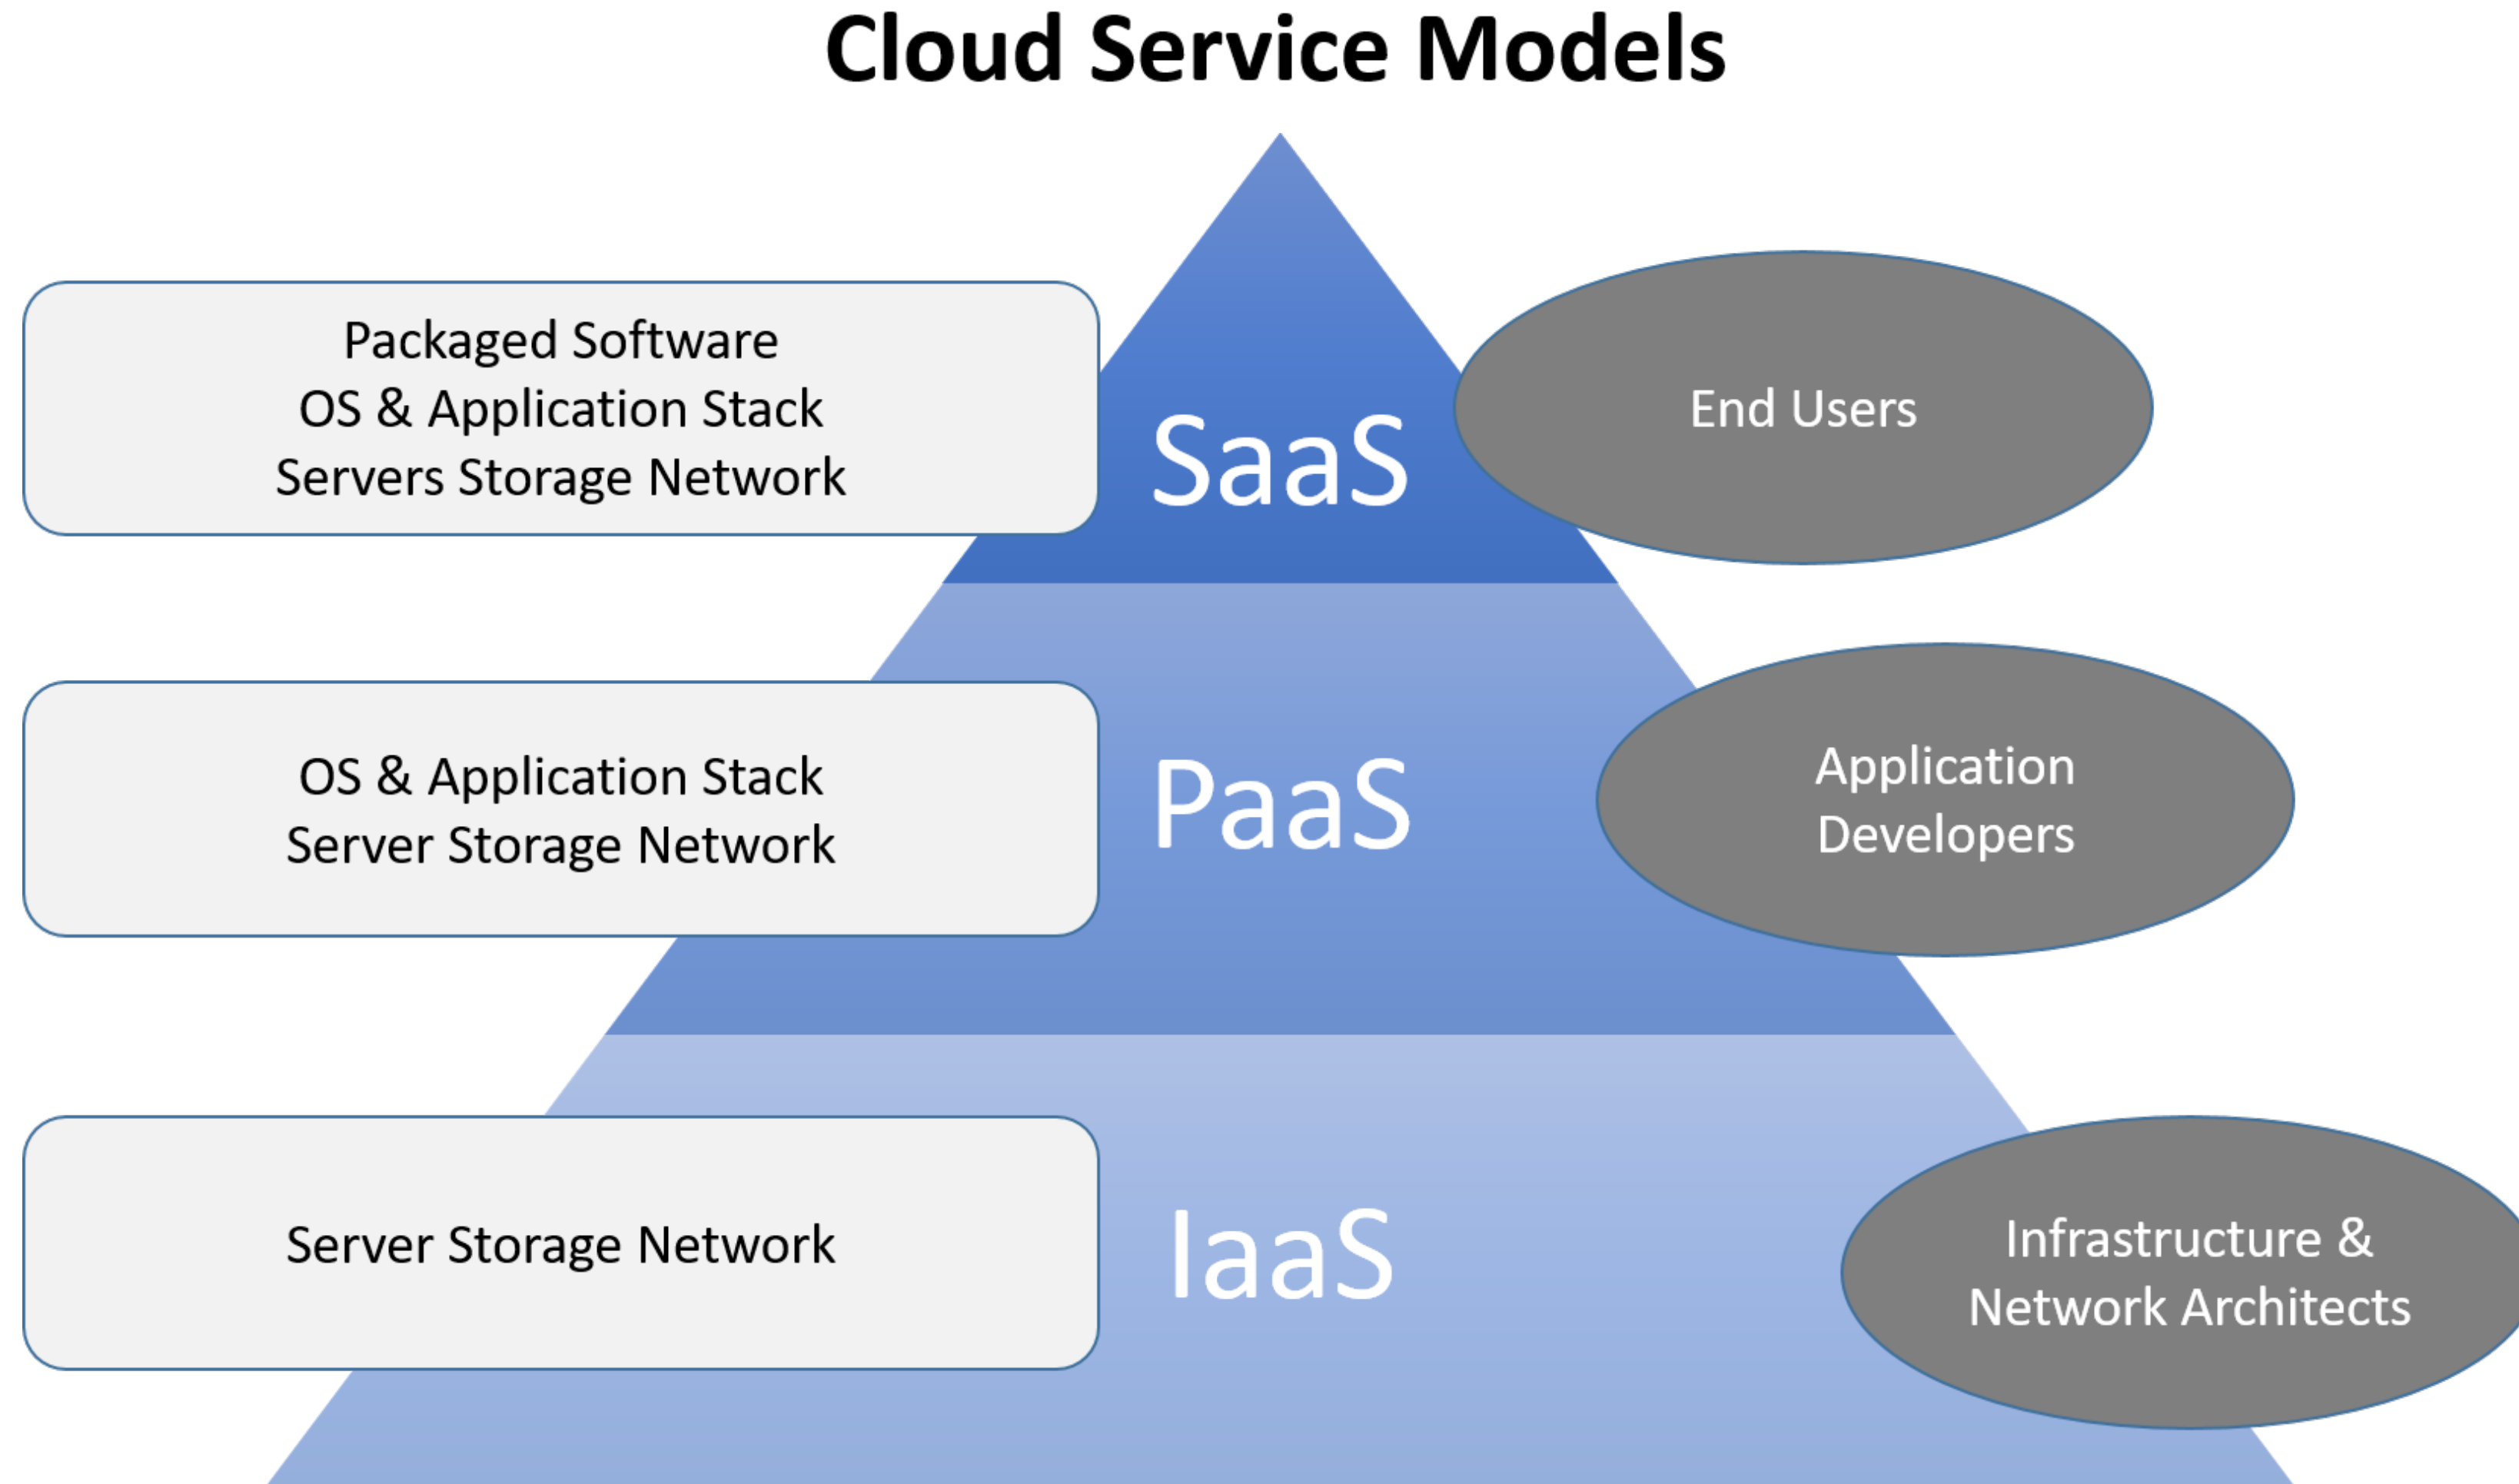 Cloud Service Models
Packaged Software
OS & Application Stack
Servers Storage Network
SaaS
End Users
OS & Application Stack
Server Storage Network
PaaS
Application
Developers
Server Storage Network
IaaS
Infrastructure &
Network Architects